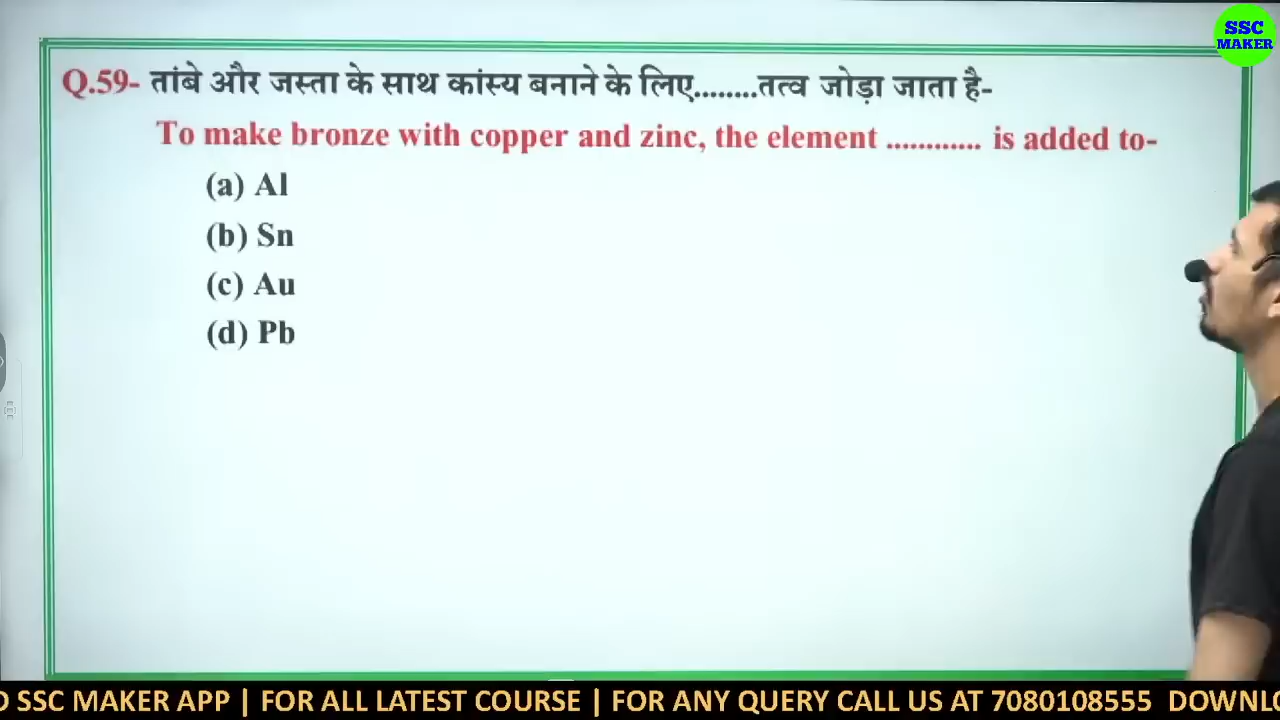 SSC
MAKER
Q.59- तांबे और जस्ता के साथ कांस्य बनाने के लिए........तत्व जोड़ा जाता है-
To make bronze with copper and zinc, the element ............ is added to-
(a) Al
(b) Sn
(c) Au
(d) Pb
SSC MAKER APP | FOR ALL LATEST COURSE | FOR ANY QUERY CALL US AT 7080108555